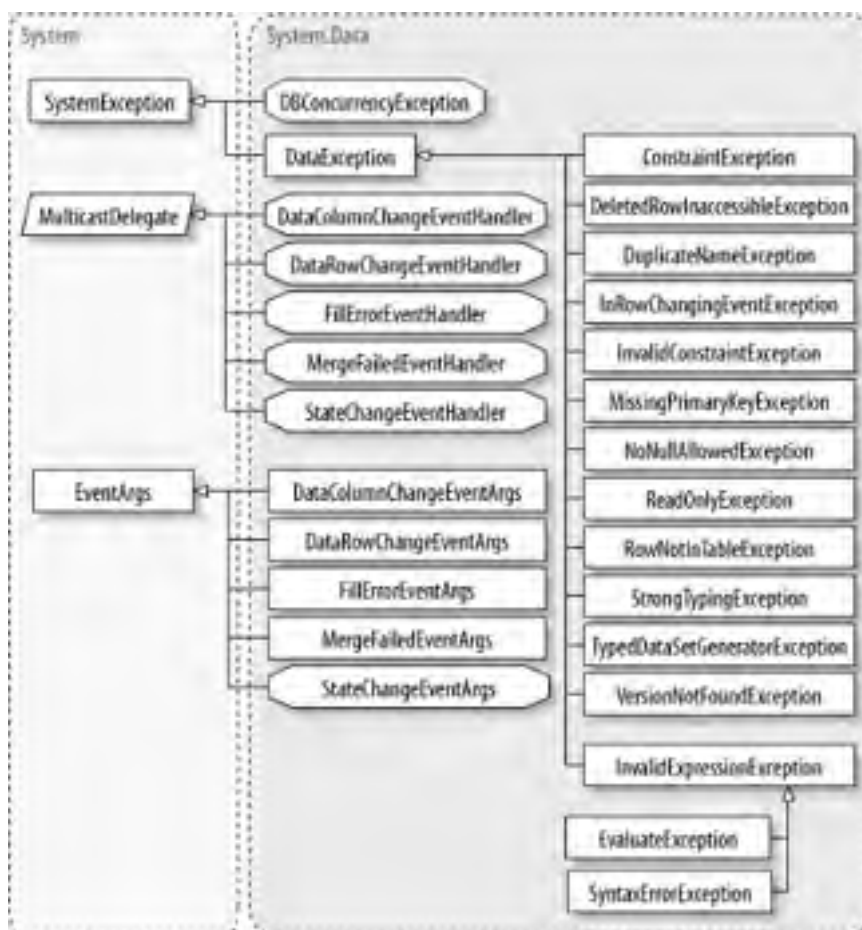 System
System.Data
SystemException
DBConcurrencyException
DataException
ConstraintException
MulticastDelegate
DataColumnChangeEventHandler
DeletedRowInaccessibleException
DataRowChangeEventHandler
DuplicateNameException
FillErrorEventHandler
InRowChangingEventException
MergeFailedEventHandler
InvalidConstraintException
StateChangeEventHandler
MissingPrimaryKeyException
NoNullAllowedException
EventArgs
DataColumnChangeEventArgs
ReadOnlyException
DataRowChangeEventArgs
RowNotInTableException
FillErrorEventArgs
StrongTypingException
MergeFailedEventArgs
TypedDataSetGeneratorException
StateChangeEventArgs
VersionNotFoundException
InvalidExpressionException
EvaluateException
SyntaxErrorException